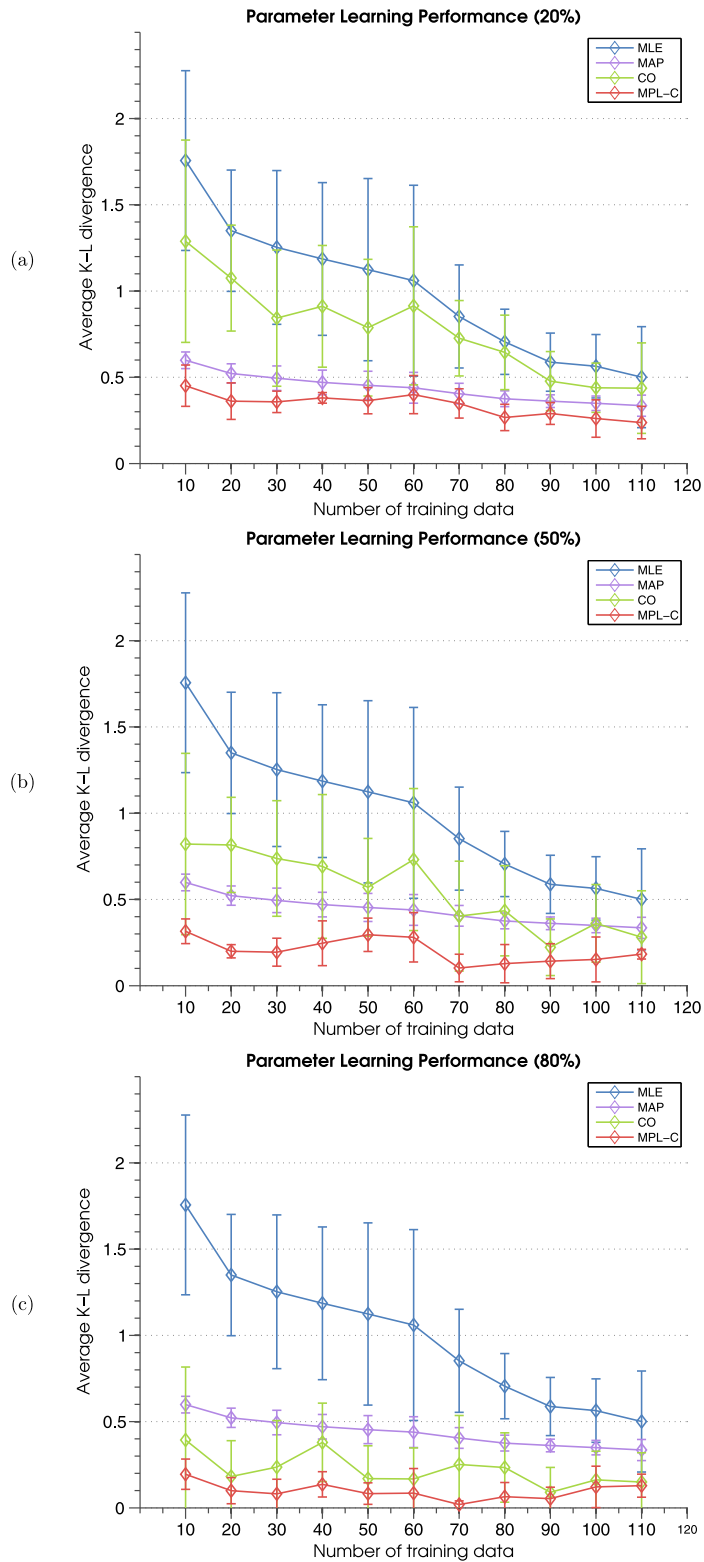 Parameter Learning Performance (20%)
MLE
MAP
CO
MPL-C
2
1.5
1
0.5
0
Average K-L divergence
(a)
10 20 30 40 50 60 70 80 90 100 110 120
Number of training data
Parameter Learning Performance (50%)
MLE
MAP
CO
MPL-C
2
1.5
1
0.5
0
Average K-L divergence
(b)
10 20 30 40 50 60 70 80 90 100 110 120
Number of training data
Parameter Learning Performance (80%)
MLE
MAP
CO
MPL-C
2
1.5
1
0.5
0
Average K-L divergence
(c)
10 20 30 40 50 60 70 80 90 100 110 120
Number of training data